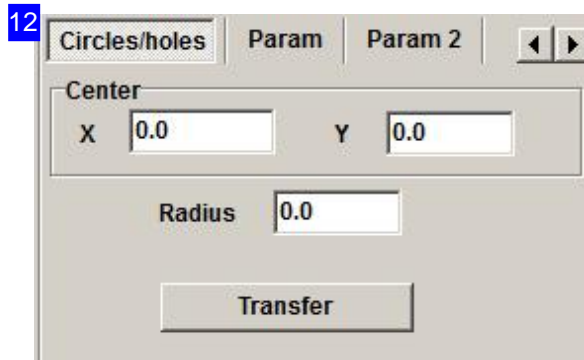 12
Circles/holes Param Param 2
Center
X 0.0 Y 0.0
Radius 0.0
Transfer